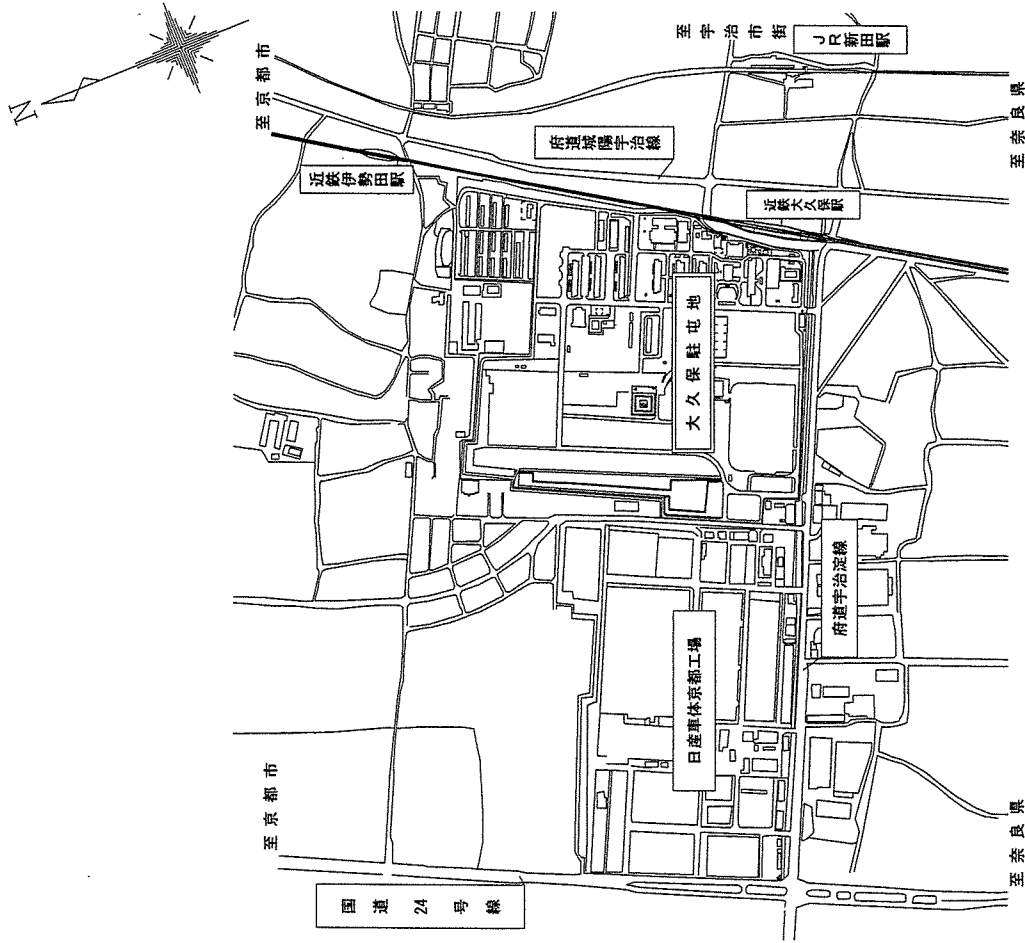 N
至京都市
至宇治市街
JR新田駅
府道城陽宇治線
近鉄伊勢田駅
至奈良県
近鉄大久保駅
大久保駐屯地
府道宇治淀線
日産車体京都工場
至京都市
至奈良県
国道24号線